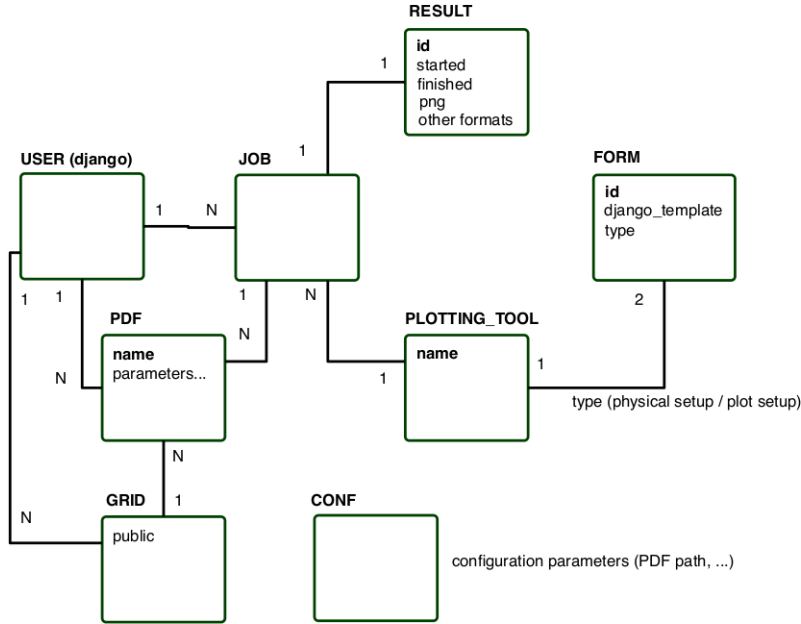 RESULT
id
started
finished
png
other formats
1
1
USER (django)
JOB
FORM
id
django_template
type
1
N
1
1
1
N
2
PDF
name
parameters...
N
N
PLOTTING_TOOL
name
1
1
type (physical setup / plot setup)
N
1
GRID
public
N
CONF
configuration parameters (PDF path, ...)